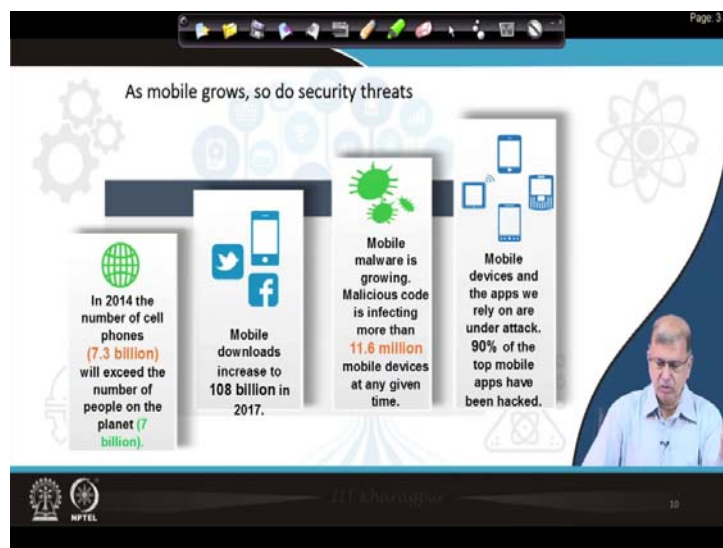 Page: 3
As mobile grows, so do security threats
In 2014 the
number of cell
phones
(7.3 billion)
will exceed the
number of
people on the
planet (7
billion).
Mobile
downloads
increase to
108 billion in
2017.
Mobile
malware is
growing.
Malicious code
is infecting
more than
11.6 million
mobile devices
at any given
time.
Mobile
devices and
the apps we
rely on are
under attack.
90% of the
top mobile
apps have
been hacked.
NPTEL
IIT Kharagpur
10